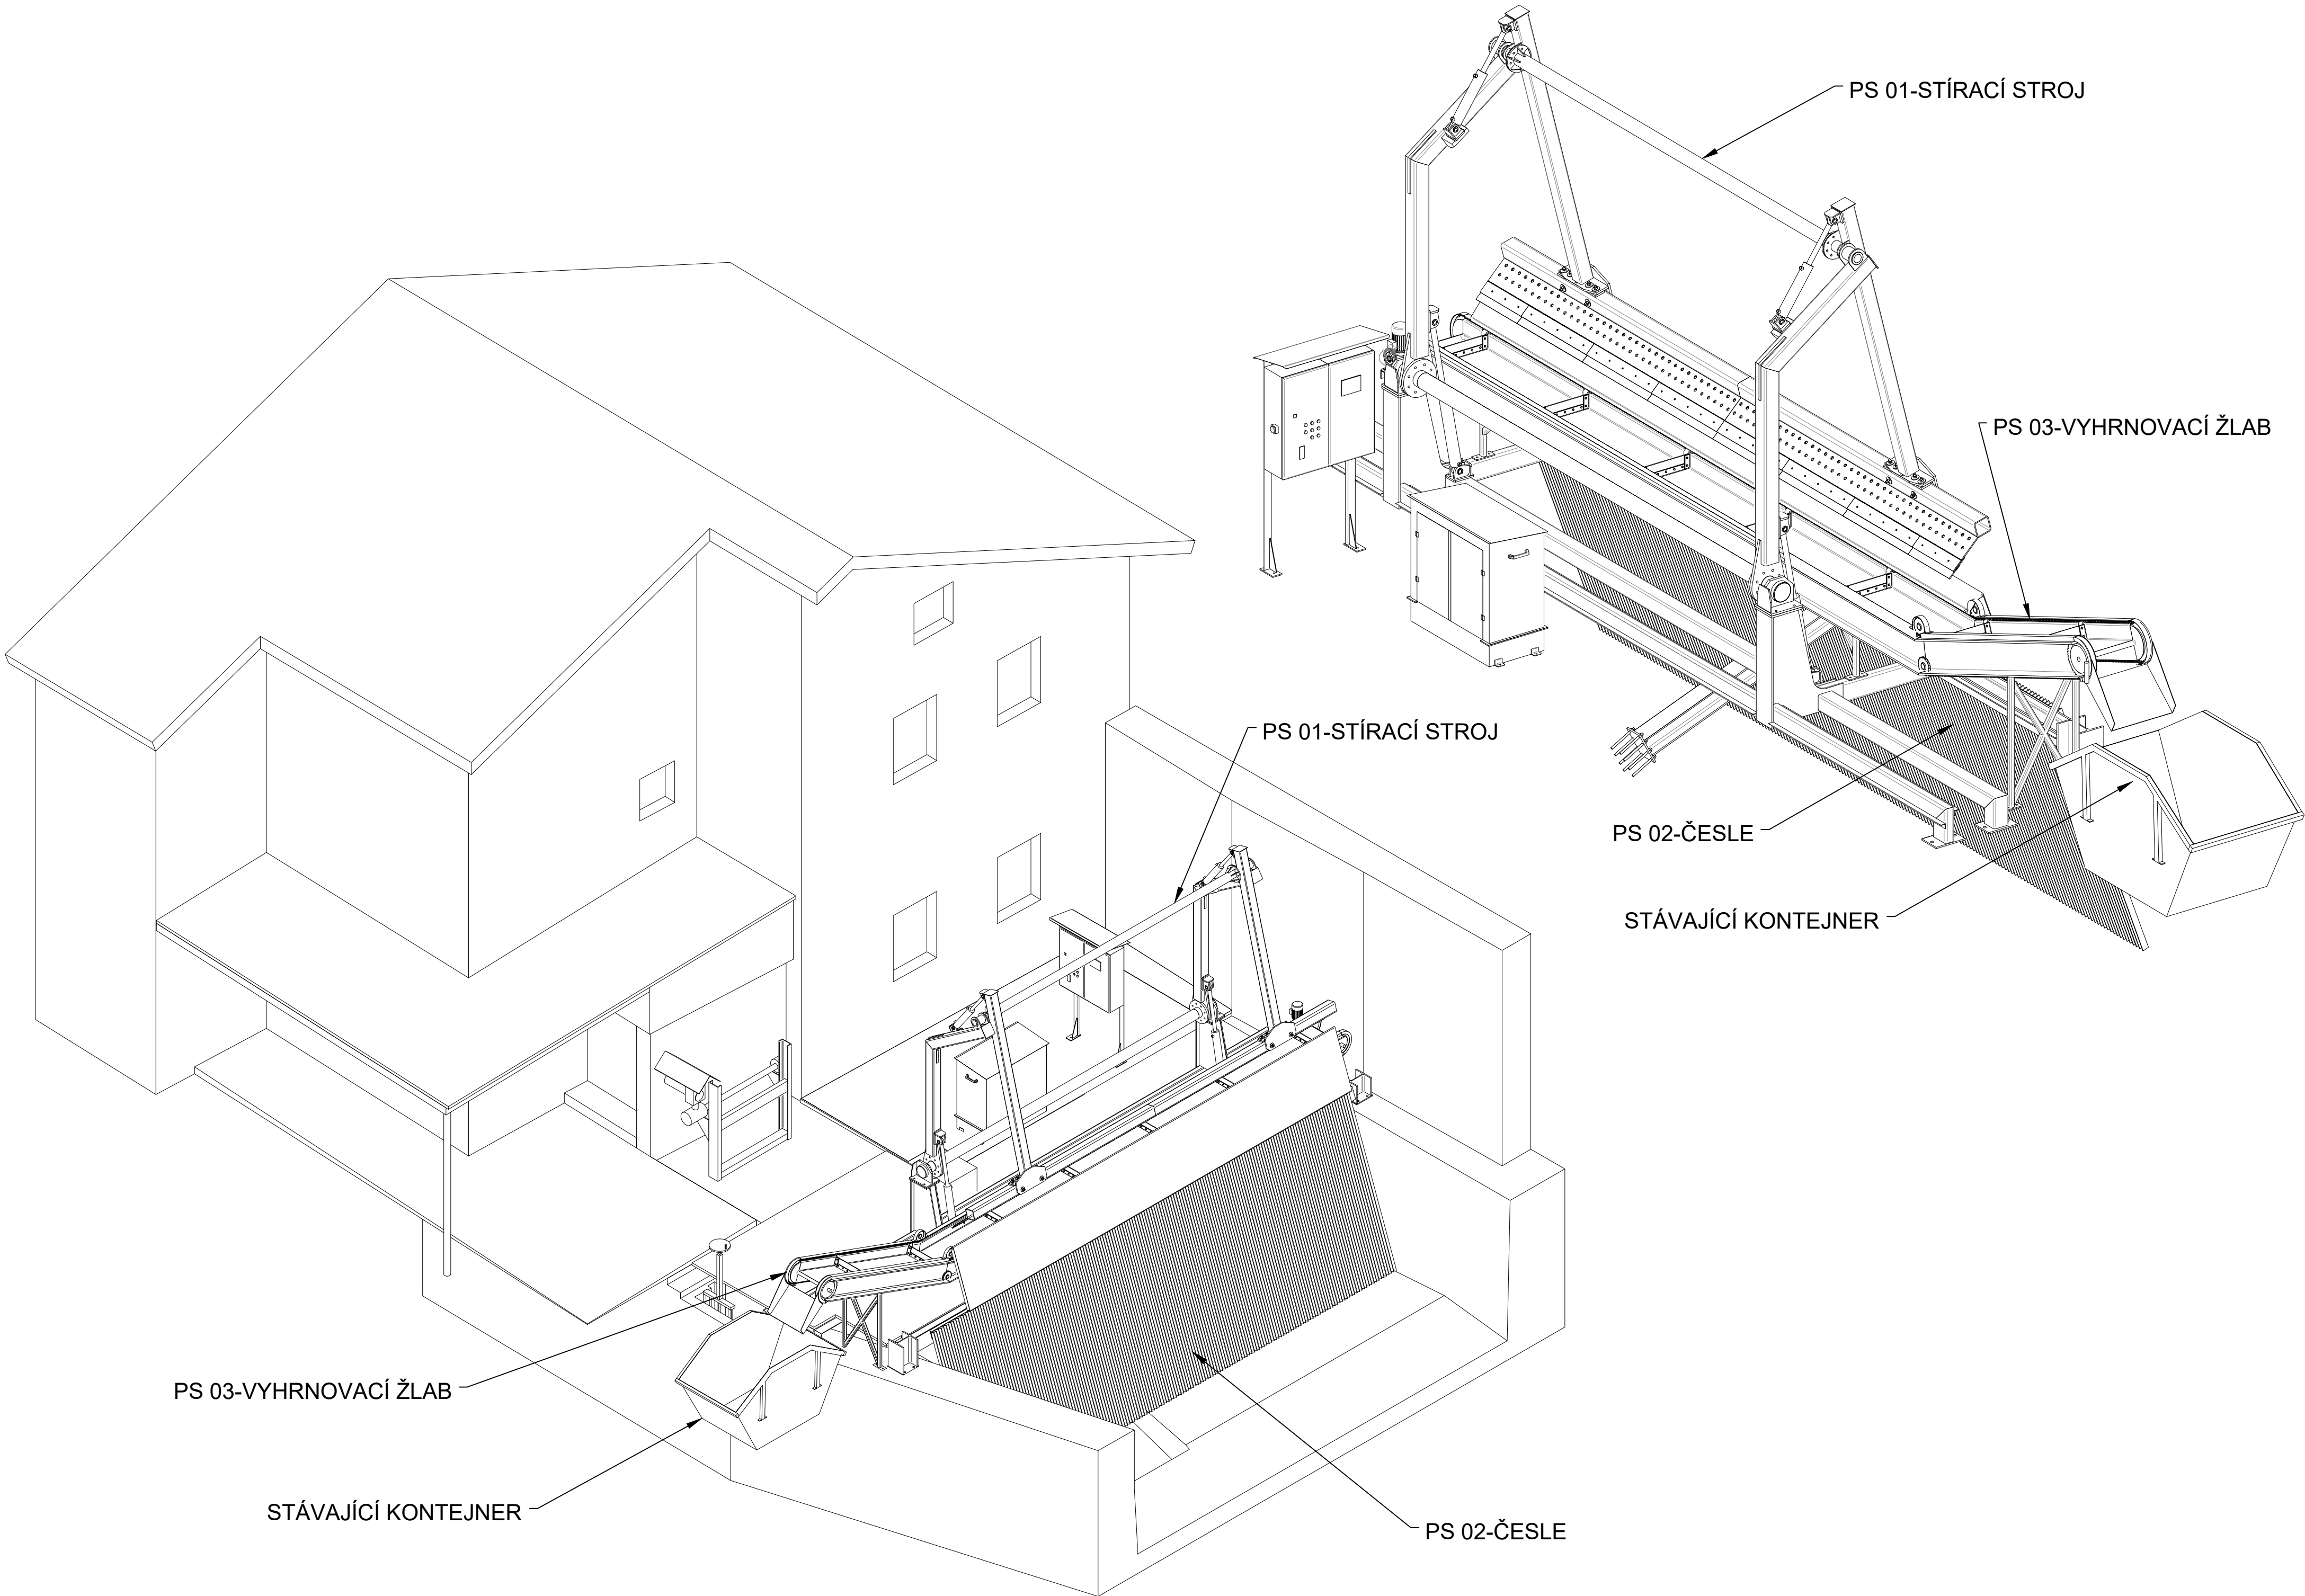 PS 01-STÍRACÍ STROJ
PS 03-VYHRNOVACÍ ŽLAB
PS 02-ČESLE
STÁVAJÍCÍ KONTEJNER
PS 01-STÍRACÍ STROJ
PS 03-VYHRNOVACÍ ŽLAB
STÁVAJÍCÍ KONTEJNER
PS 02-ČESLE